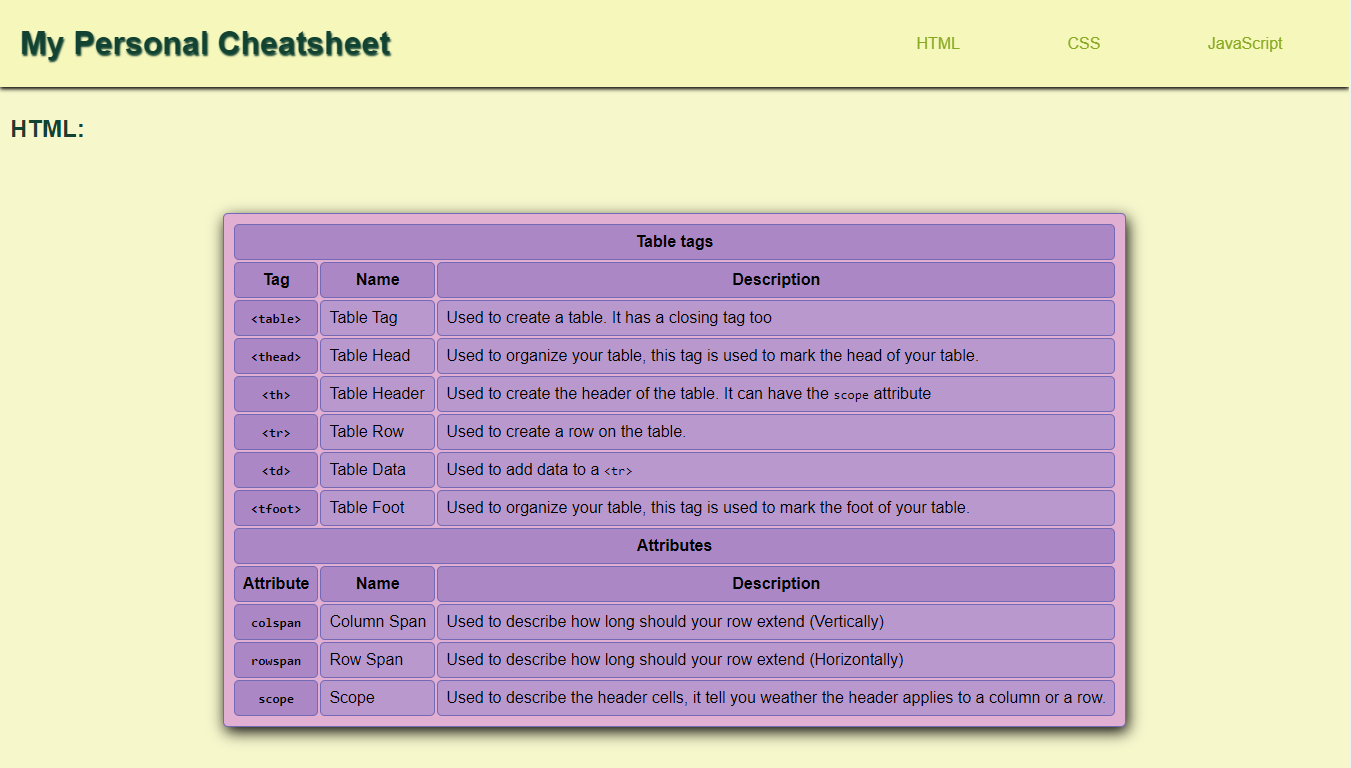 My Personal Cheatsheet HTML CSS JavaScript
HTML:
Table tags
Tag Name Description
<table> Table Tag Used to create a table. It has a closing tag too
<thead> Table Head Used to organize your table, this tag is used to mark the head of your table.
<th> Table Header Used to create the header of the table. It can have the scope attribute
<tr> Table Row Used to create a row on the table.
<td> Table Data Used to add data to a <tr>
<tfoot> Table Foot Used to organize your table, this tag is used to mark the foot of your table.
Attributes
Attribute Name Description
colspan Column Span Used to describe how long should your row extend (Vertically)
rowspan Row Span Used to describe how long should your row extend (Horizontally)
scope Scope Used to describe the header cells, it tell you weather the header applies to a column or a row.